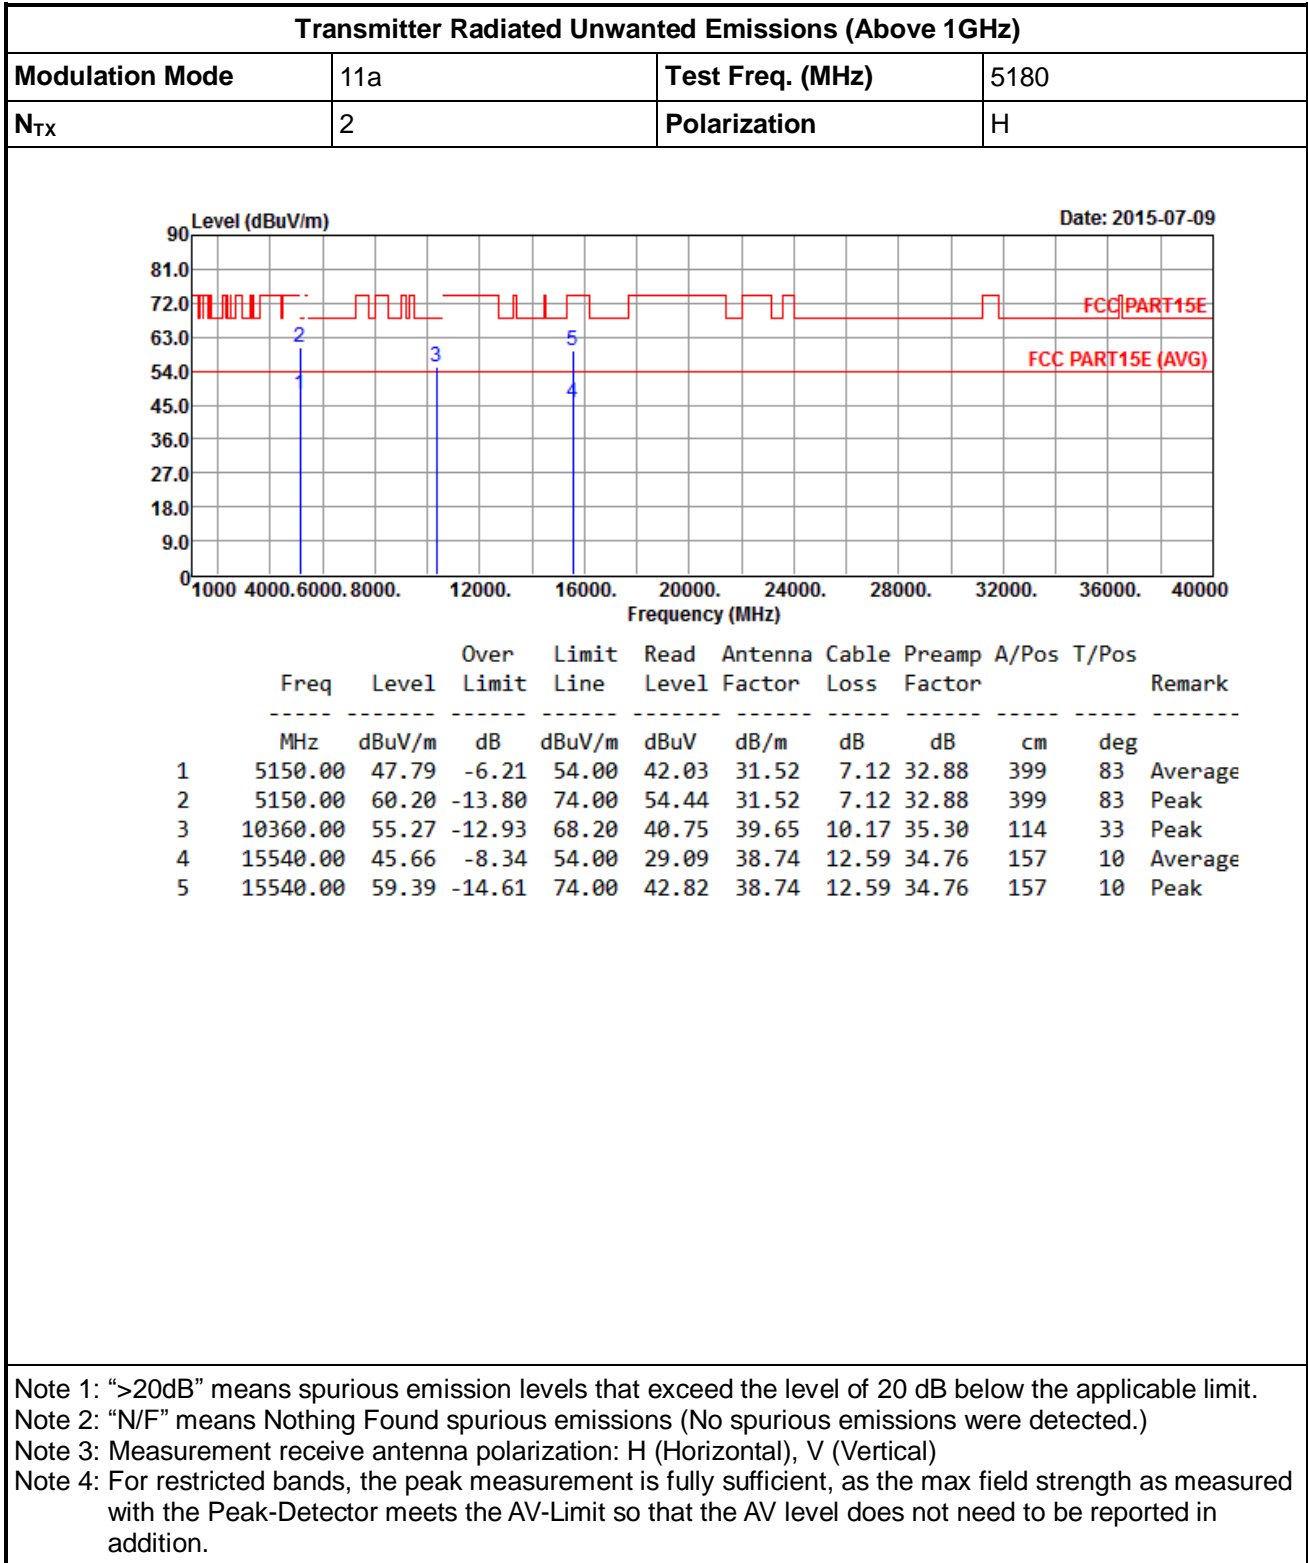 Transmitter Radiated Unwanted Emissions (Above 1GHz)
Modulation Mode 11a Test Freq. (MHz) 5180
NTX 2 Polarization H
Level (dBuV/m) Date: 2015-07-09
90
81.0
72.0
63.0
54.0
45.0
36.0
27.0
18.0
9.0
0
FCC PART15E
FCC PART15E (AVG)
2
1
3
5
4
1000 4000. 6000. 8000. 12000. 16000. 20000. 24000. 28000. 32000. 36000. 40000
Frequency (MHz)
Over Limit Read Antenna Cable Preamp A/Pos T/Pos
Freq Level Limit Line Level Factor Loss Factor Remark
----- ------- ------ ------ ------- ------ ----- ------ ----- ----- -------
MHz dBuV/m dB dBuV/m dBuV dB/m dB dB cm deg
1 5150.00 47.79 -6.21 54.00 42.03 31.52 7.12 32.88 399 83 Average
2 5150.00 60.20 -13.80 74.00 54.44 31.52 7.12 32.88 399 83 Peak
3 10360.00 55.27 -12.93 68.20 40.75 39.65 10.17 35.30 114 33 Peak
4 15540.00 45.66 -8.34 54.00 29.09 38.74 12.59 34.76 157 10 Average
5 15540.00 59.39 -14.61 74.00 42.82 38.74 12.59 34.76 157 10 Peak
Note 1: “>20dB” means spurious emission levels that exceed the level of 20 dB below the applicable limit.
Note 2: “N/F” means Nothing Found spurious emissions (No spurious emissions were detected.)
Note 3: Measurement receive antenna polarization: H (Horizontal), V (Vertical)
Note 4: For restricted bands, the peak measurement is fully sufficient, as the max field strength as measured
with the Peak-Detector meets the AV-Limit so that the AV level does not need to be reported in
addition.